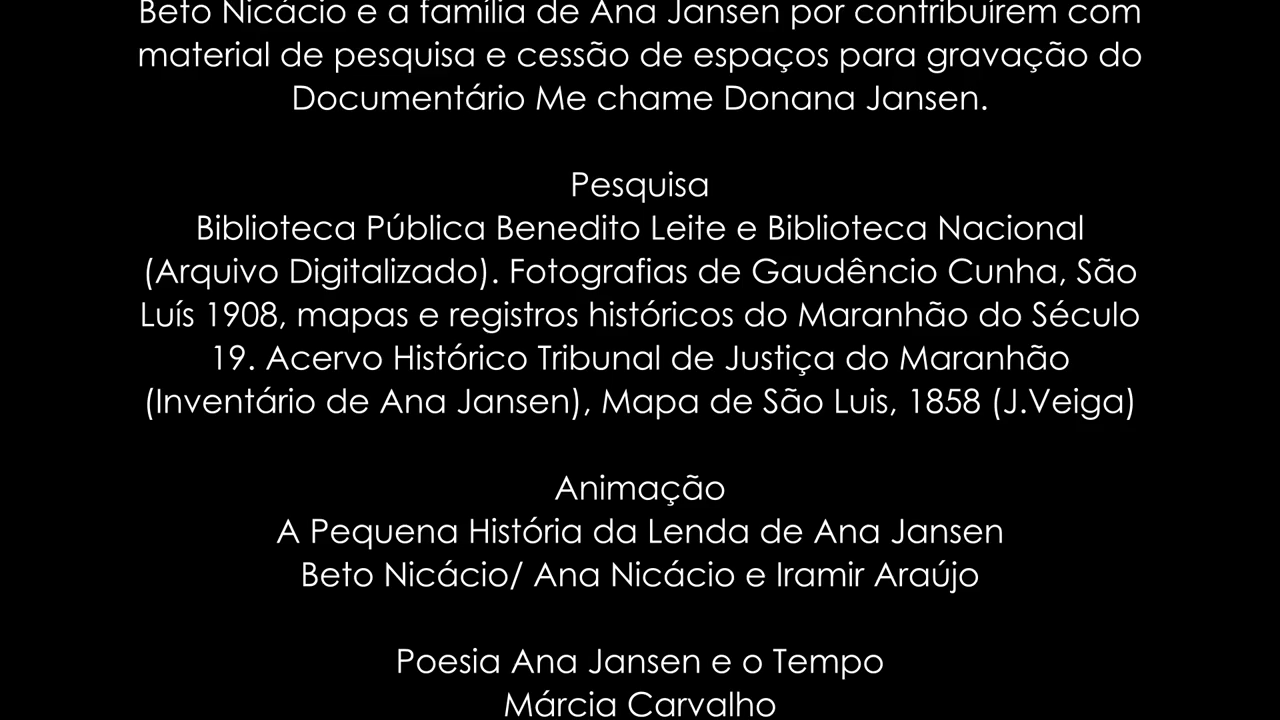 Beto Nicácio e a família de Ana Jansen por contribuírem com
material de pesquisa e cessão de espaços para gravação do
Documentário Me chame Donana Jansen.
Pesquisa
Biblioteca Pública Benedito Leite e Biblioteca Nacional
(Arquivo Digitalizado). Fotografias de Gaudêncio Cunha, São
Luís 1908, mapas e registros históricos do Maranhão do Século
19. Acervo Histórico Tribunal de Justiça do Maranhão
(Inventário de Ana Jansen), Mapa de São Luis, 1858 (J.Veiga)
Animação
A Pequena História da Lenda de Ana Jansen
Beto Nicácio/ Ana Nicácio e Iramir Araújo
Poesia Ana Jansen e o Tempo
Márcia Carvalho